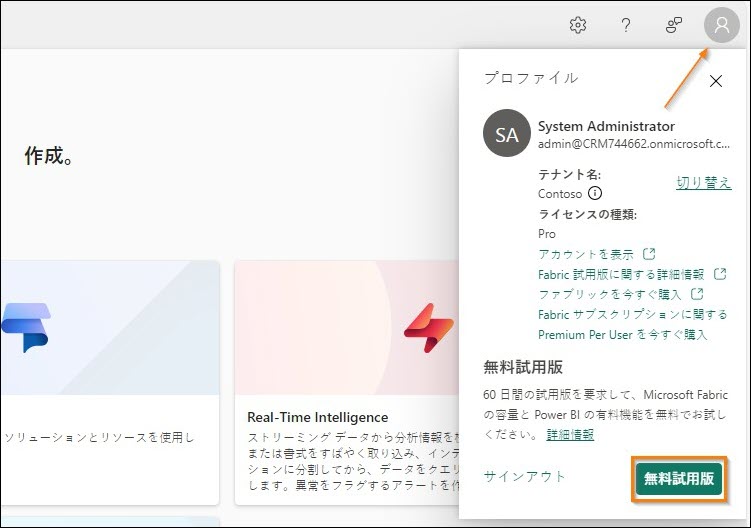 プロファイル
SA
System Administrator
admin@CRM744662.onmicrosoft.c...
テナント名:
Contoso
切り替え
ライセンスの種類:
Pro
アカウントを表示
Fabric 試用版に関する詳細情報
ファブリックを今すぐ購入
Fabric サブスクリプションに関する
Premium Per User を今すぐ購入
無料試用版
60 日間の試用版を要求して、Microsoft Fabric
の容量と Power BI の有料機能を無料でお試し
ください。 詳細情報
サインアウト
無料試用版
作成。
ソリューションとリソースを使用し
Real-Time Intelligence
ストリーミング データから分析情報を
または書式をすばやく取り込み、インテ
ションに分割してから、データをクエリ
します。異常をフラグするアラートを作